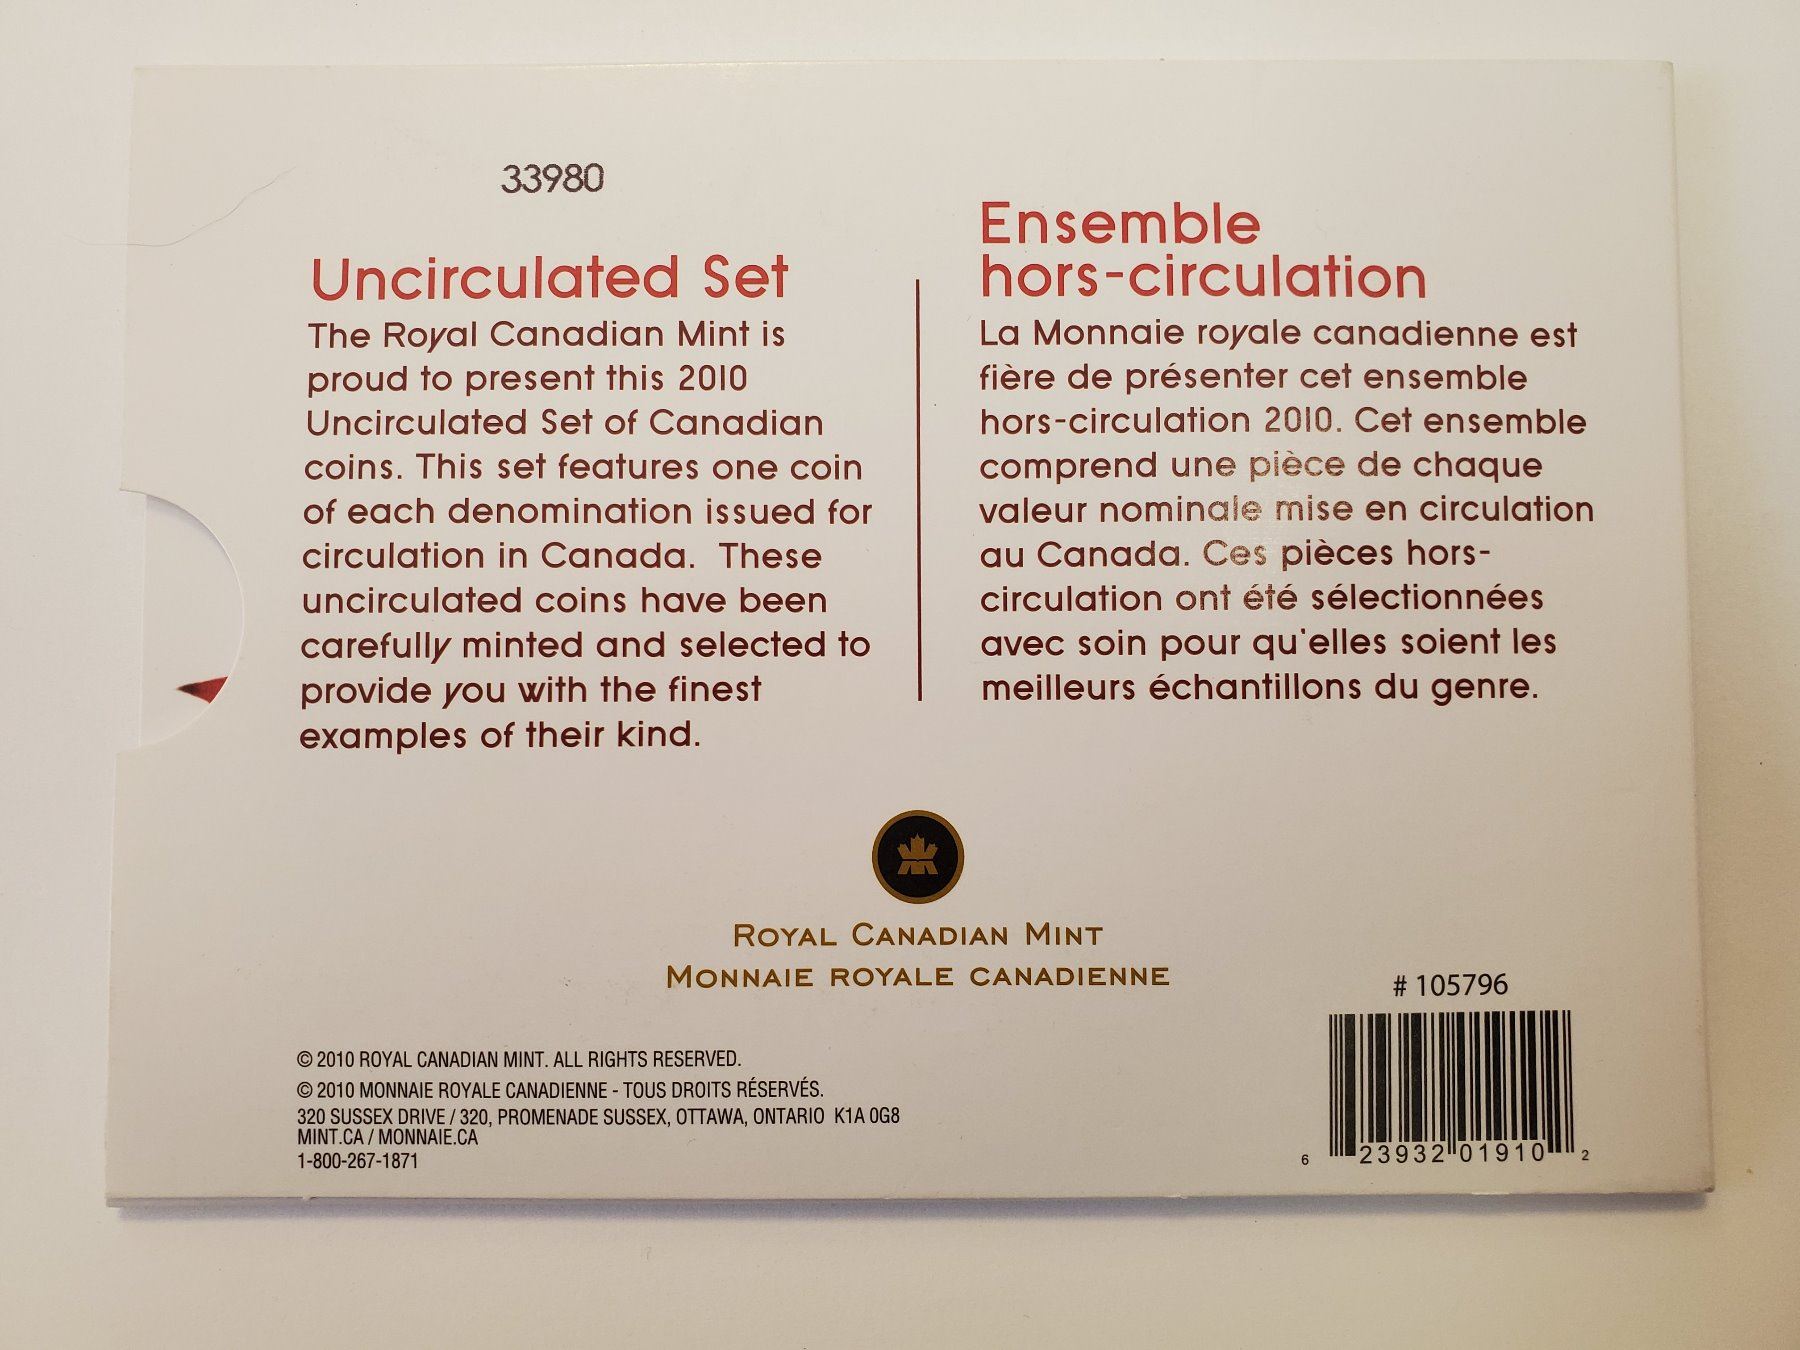 33980
Uncirculated Set
The Royal Canadian Mint is
proud to present this 2010
Uncirculated Set of Canadian
coins. This set features one coin
of each denomination issued for
circulation in Canada.  These
uncirculated coins have been
carefully minted and selected to
provide you with the finest
examples of their kind.
Ensemble
hors-circulation
La Monnaie royale canadienne est
fière de présenter cet ensemble
hors-circulation 2010. Cet ensemble
comprend une pièce de chaque
valeur nominale mise en circulation
au Canada. Ces pièces hors-
circulation ont été sélectionnées
avec soin pour qu'elles soient les
meilleurs échantillons du genre.
ROYAL CANADIAN MINT
MONNAIE ROYALE CANADIENNE
© 2010 ROYAL CANADIAN MINT. ALL RIGHTS RESERVED.
© 2010 MONNAIE ROYALE CANADIENNE - TOUS DROITS RÉSERVÉS.
320 SUSSEX DRIVE / 320, PROMENADE SUSSEX, OTTAWA, ONTARIO  K1A 0G8
MINT.CA / MONNAIE.CA
1-800-267-1871
# 105796
6 23932 01910 2